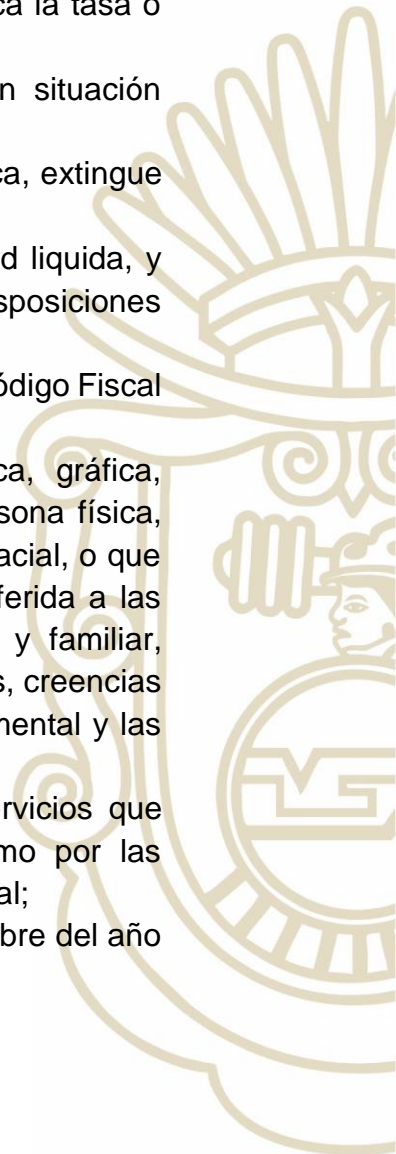 ca la tasa o
n situación
ca, extingue
d liquida, y
sposiciones
ódigo Fiscal
ca, gráfica,
sona física,
acial, o que
ferida a las
y familiar,
s, creencias
mental y las
ervicios que
mo por las
al;
bre del año